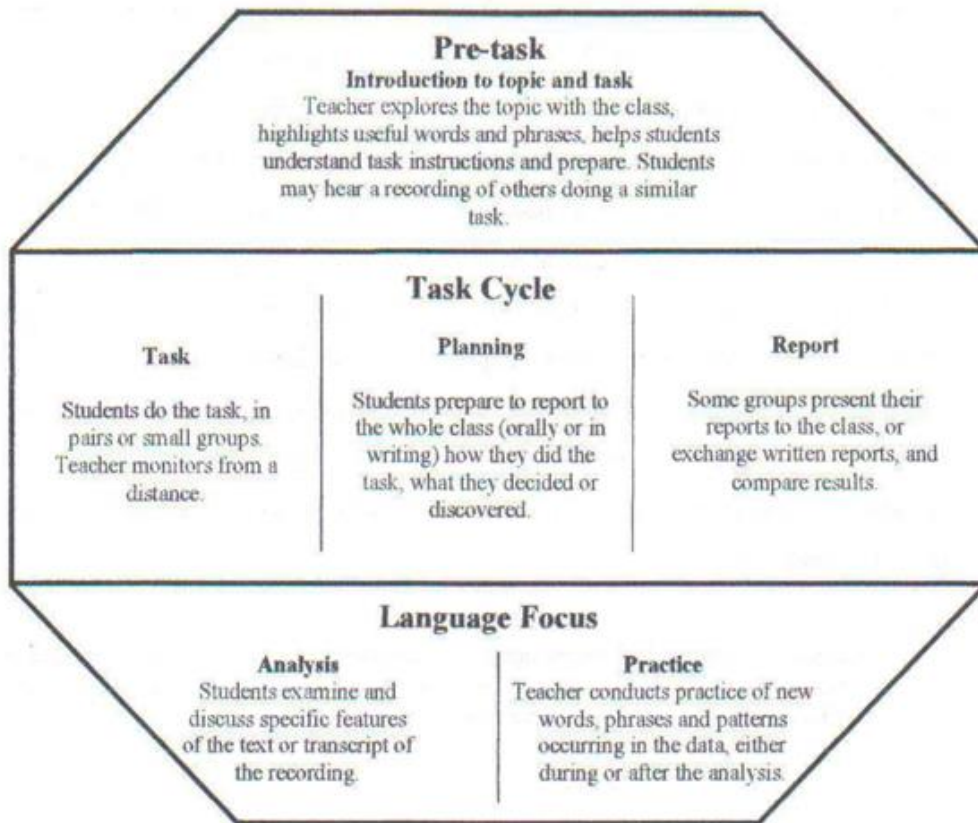 Pre-task
Introduction to topic and task
Teacher explores the topic with the class,
highlights useful words and phrases, helps students
understand task instructions and prepare. Students
may hear a recording of others doing a similar
task.
Task Cycle
Task
Students do the task, in
pairs or small groups.
Teacher monitors from a
distance.
Planning
Students prepare to report to
the whole class (orally or in
writing) how they did the
task, what they decided or
discovered.
Report
Some groups present their
reports to the class, or
exchange written reports, and
compare results.
Language Focus
Analysis
Students examine and
discuss specific features
of the text or transcript of
the recording.
Practice
Teacher conducts practice of new
words, phrases and patterns
occurring in the data, either
during or after the analysis.